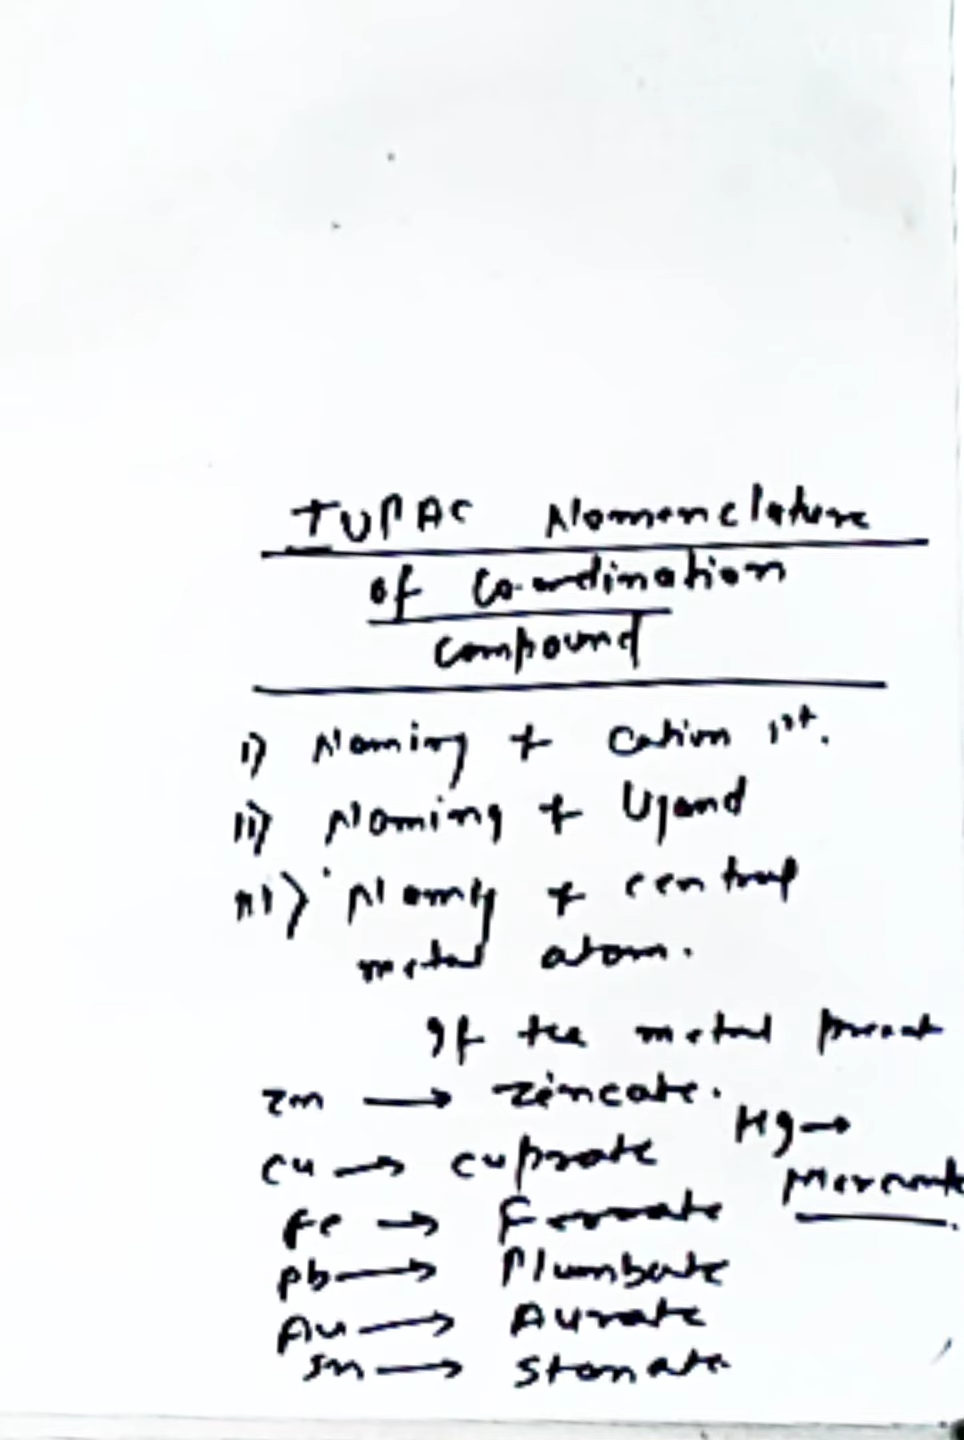 IUPAC Nomenclature
of Co-ordination
compound
i) Naming of Cation 1st.
ii) Naming of Ligand
iii) Naming of central
metal atom.
If the metal present
Zn → Zincate.
Hg →
Cu → cuprate
Mercurate
Fe → Ferrate
Pb → Plumbate
Au → Aurate
Sn → Stanate